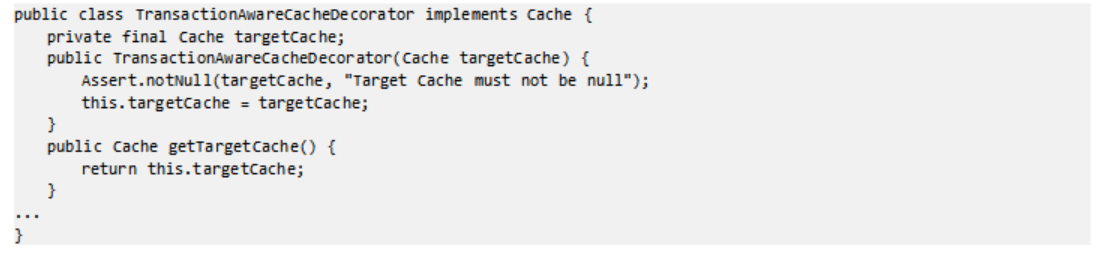 public class TransactionAwareCacheDecorator implements Cache {
    private final Cache targetCache;
    public TransactionAwareCacheDecorator(Cache targetCache) {
        Assert.notNull(targetCache, "Target Cache must not be null");
        this.targetCache = targetCache;
    }
    public Cache getTargetCache() {
        return this.targetCache;
    }
...
}